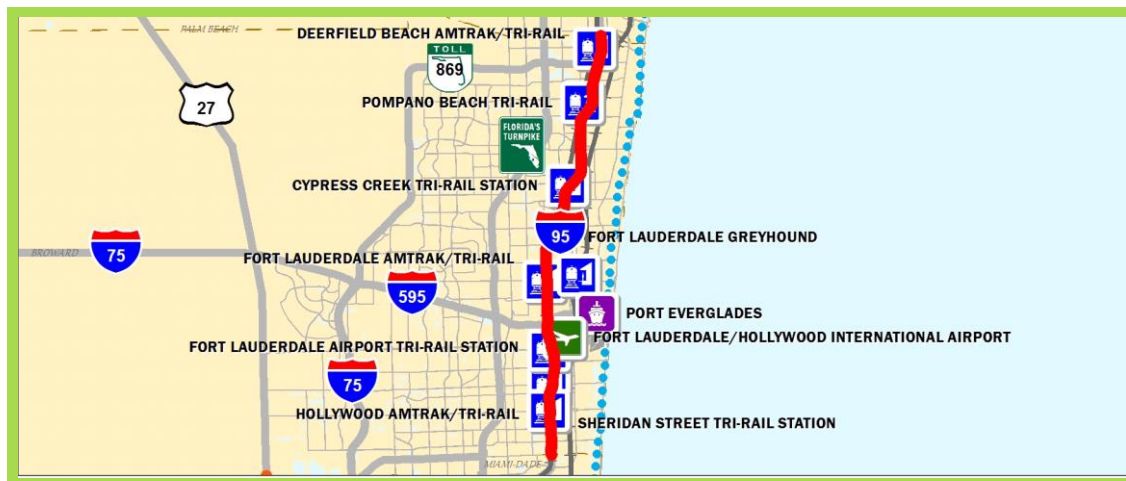 PALM BEACH
DEERFIELD BEACH AMTRAK/TRI-RAIL
TOLL
869
27
POMPANO BEACH TRI-RAIL
FLORIDA'S
TURNPIKE
CYPRESS CREEK TRI-RAIL STATION
95
FORT LAUDERDALE GREYHOUND
BROWARD
75
FORT LAUDERDALE AMTRAK/TRI-RAIL
595
PORT EVERGLADES
FORT LAUDERDALE/HOLLYWOOD INTERNATIONAL AIRPORT
FORT LAUDERDALE AIRPORT TRI-RAIL STATION
75
HOLLYWOOD AMTRAK/TRI-RAIL
SHERIDAN STREET TRI-RAIL STATION
MIAMI-DADE